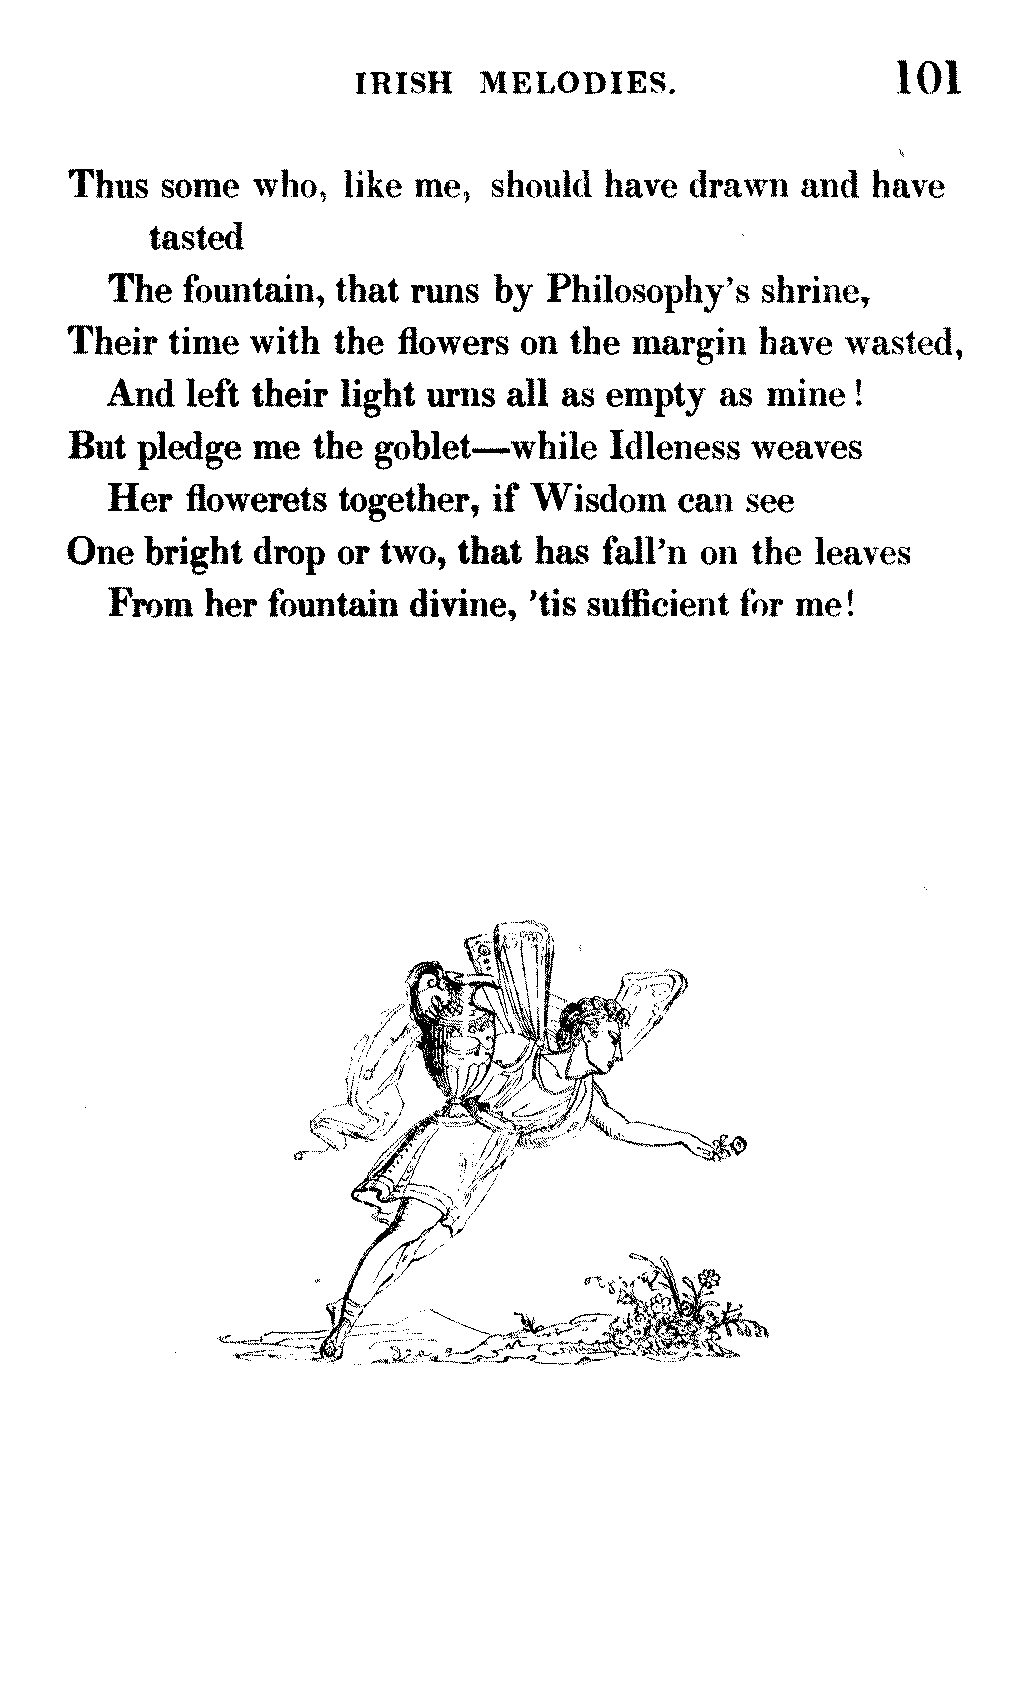 IRISH MELODIES. 101
Thus some who, like me, should have drawn and have
tasted
The fountain, that runs by Philosophy's shrine,
Their time with the flowers on the margin have wasted,
And left their light urns all as empty as mine!
But pledge me the goblet—while Idleness weaves
Her flowerets together, if Wisdom can see
One bright drop or two, that has fall'n on the leaves
From her fountain divine, 'tis sufficient for me!